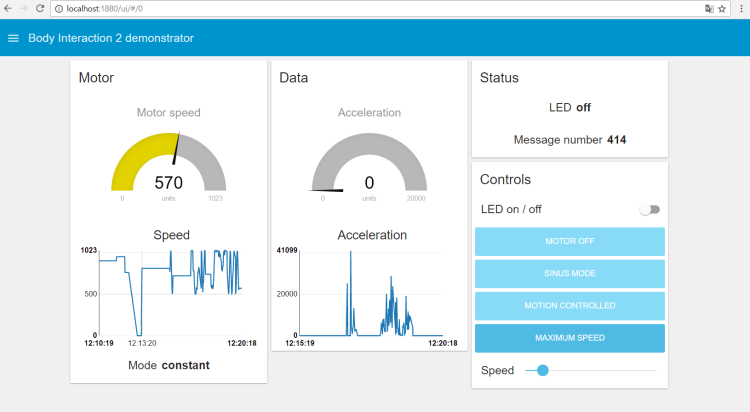 localhost:1880/ui/#/0
Body Interaction 2 demonstrator
Motor
Motor speed
570
0 units 1023
Speed
1023
500
0
12:10:19 12:13:20 12:20:18
Mode constant
Data
Acceleration
0
0 units 20000
Acceleration
41099
20000
0
12:15:19 12:20:18
Status
LED off
Message number 414
Controls
LED on / off
MOTOR OFF
SINUS MODE
MOTION CONTROLLED
MAXIMUM SPEED
Speed